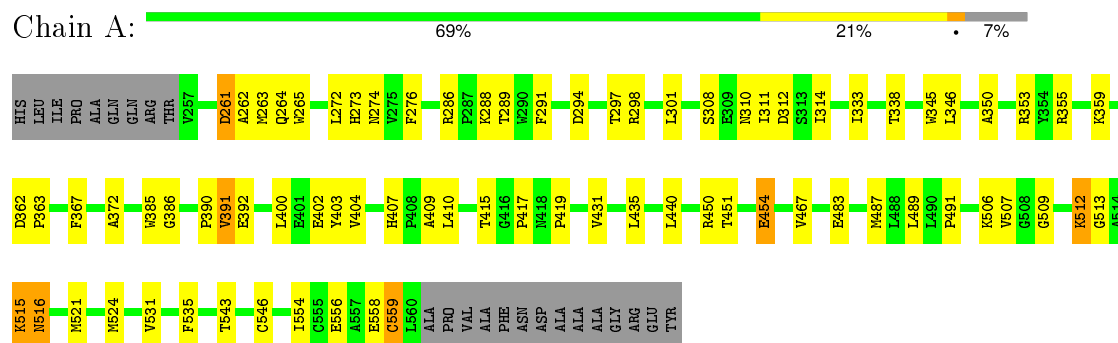 Chain A:
69% 21% • 7%
HIS LEU ILE PRO ALA GLN GLN ARG THR V257 D261 A262 M263 Q264 W265 L272 H273 N274 V275 F276 R286 P287 K288 T289 W290 F291 D294 T297 R298 L301 S308 E309 N310 I311 D312 S313 I314 I333 T338 W345 L346 A350 R353 Y354 R355 K359
D362 P363 F367 A372 W385 G386 P390 V391 E392 L400 E401 E402 Y403 V404 H407 P408 A409 L410 T415 G416 P417 N418 P419 V431 L435 L440 R450 T451 E454 V467 E483 M487 L488 L489 L490 P491 K506 V507 G508 G509 K512 G513 A514
K515 N516 M521 M524 V531 F535 T543 C546 I554 C555 E556 A557 E558 C559 L560 ALA PRO VAL ALA PHE ASN ASP ALA ALA ALA GLY ARG GLU TYR